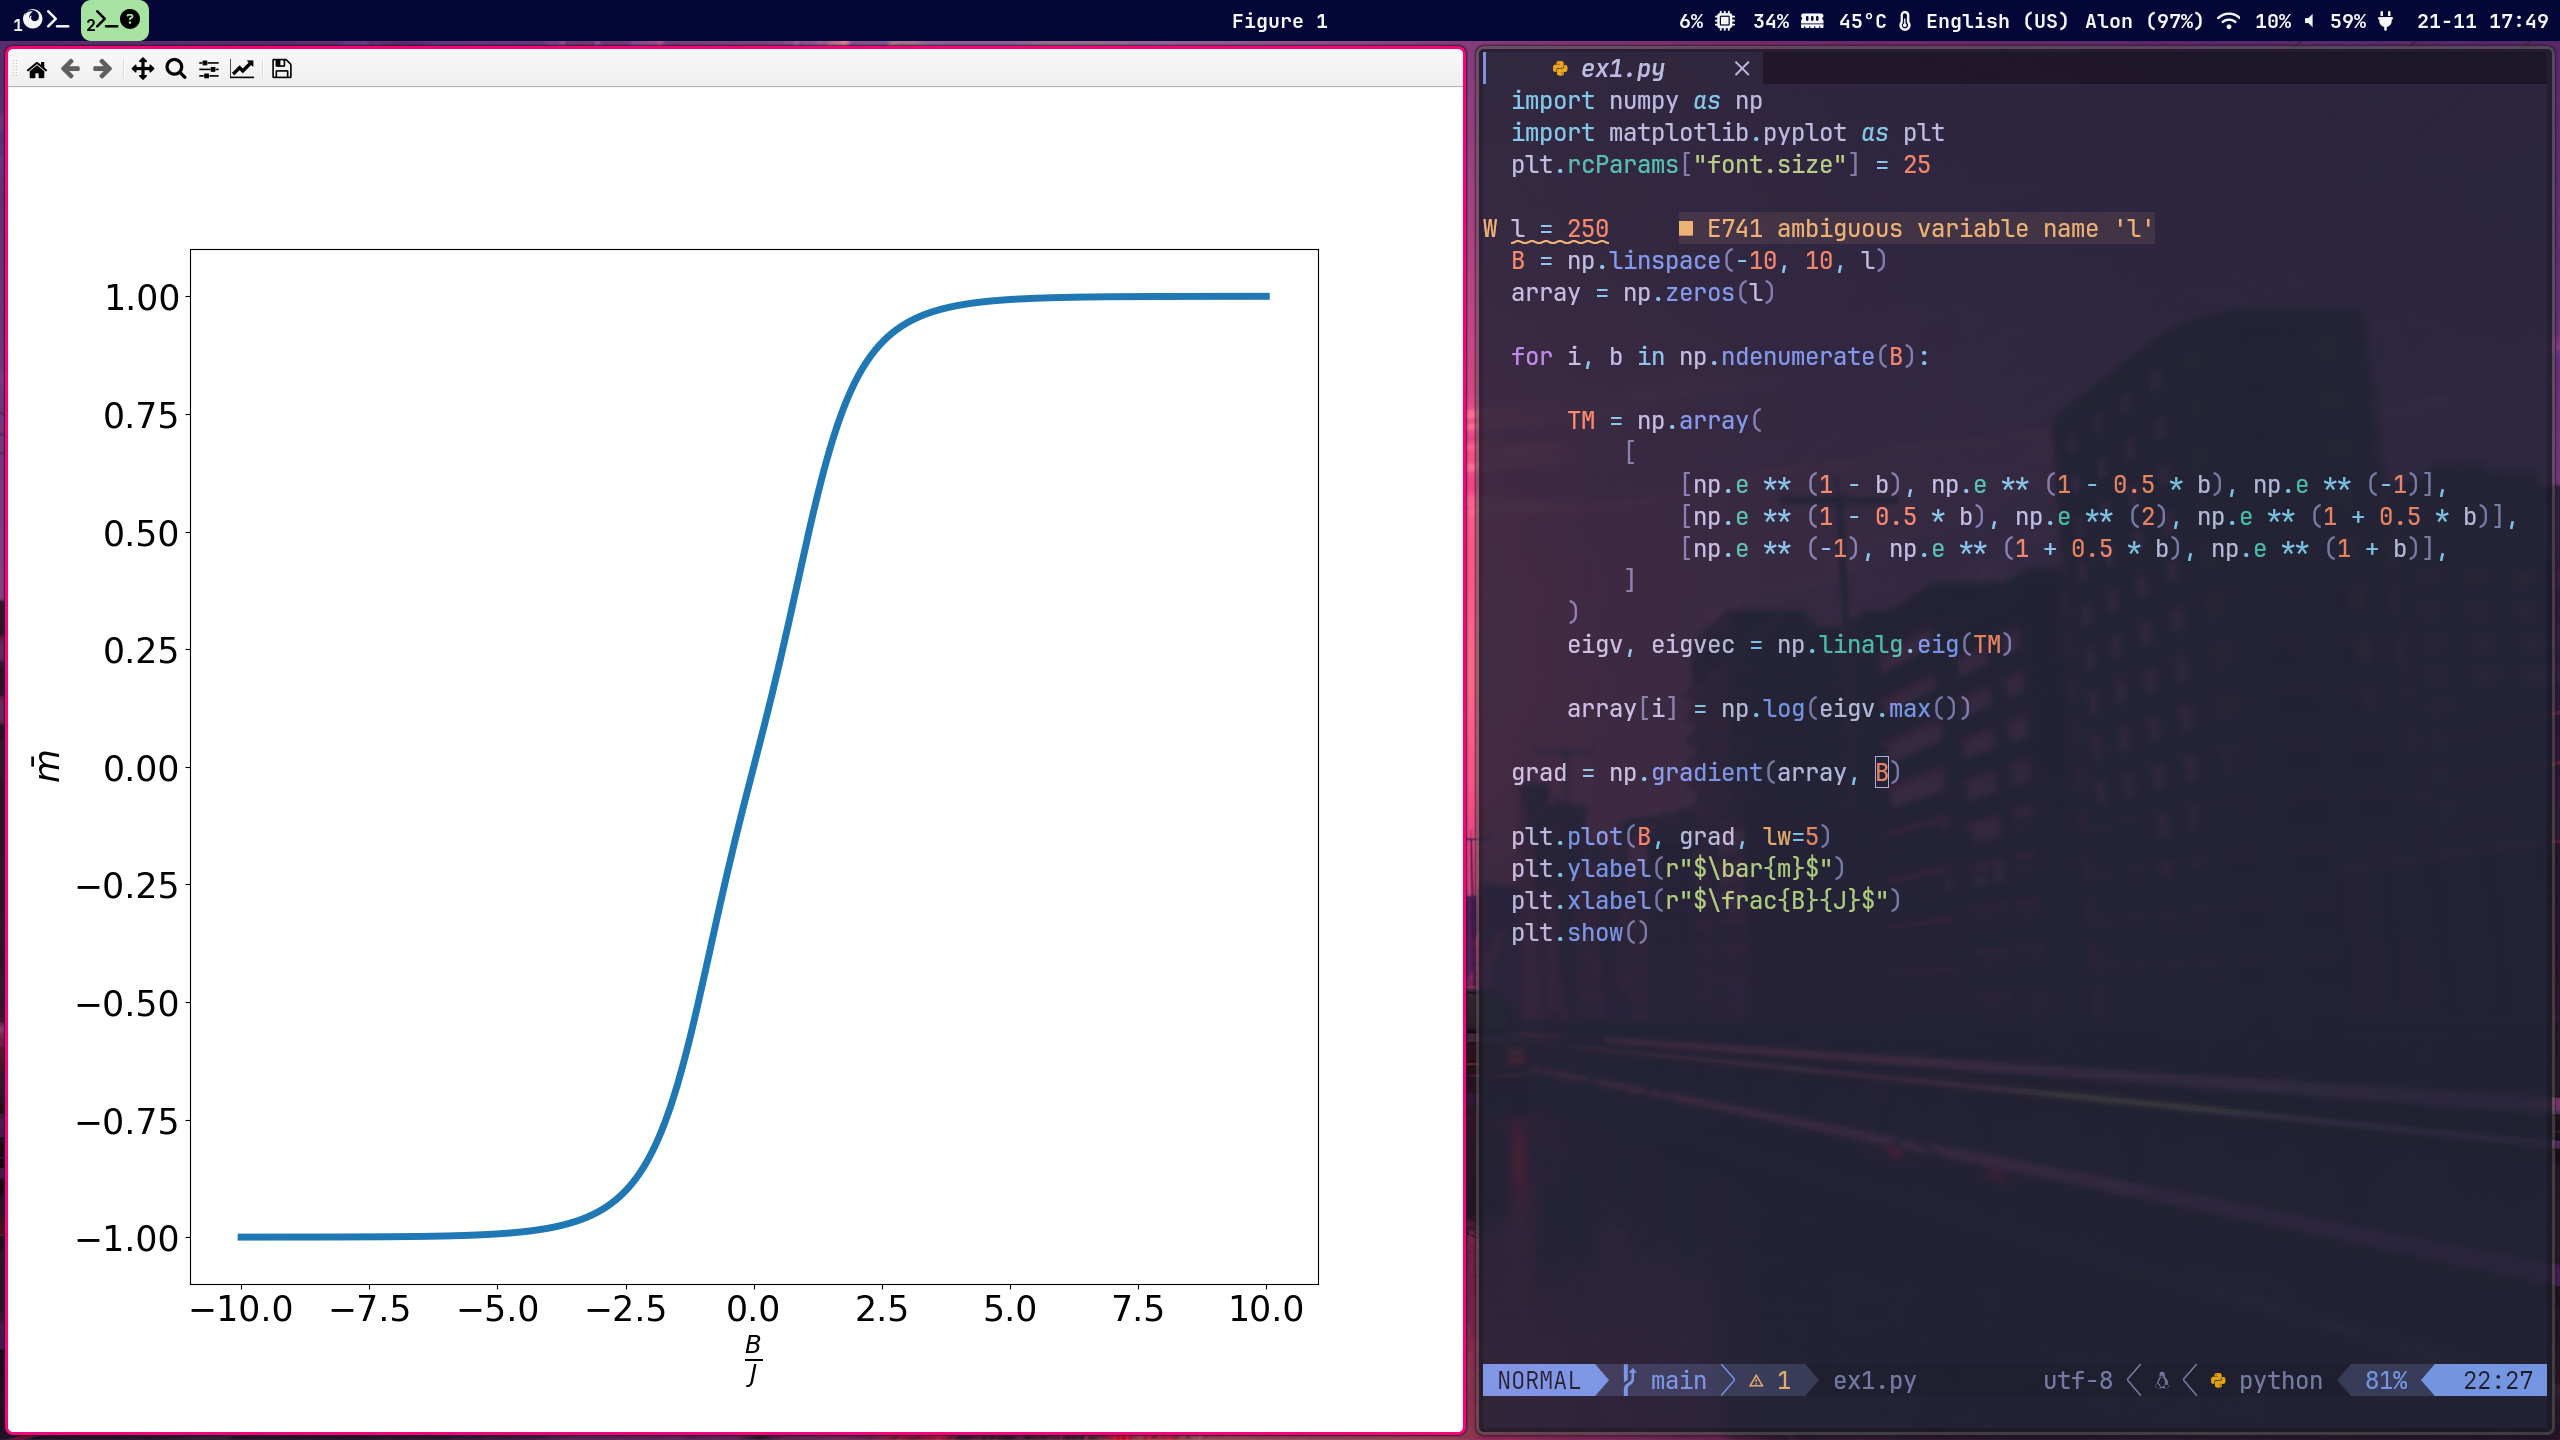 1 2 Figure 1 6% 34% 45°C English (US) Alon (97%) 10% 59% 21-11 17:49
1.00
0.75
0.50
0.25
0.00
−0.25
−0.50
−0.75
−1.00
m̄
−10.0 −7.5 −5.0 −2.5 0.0 2.5 5.0 7.5 10.0
B
J
ex1.py
import numpy as np
import matplotlib.pyplot as plt
plt.rcParams["font.size"] = 25
W l = 250 ■ E741 ambiguous variable name 'l'
B = np.linspace(-10, 10, l)
array = np.zeros(l)
for i, b in np.ndenumerate(B):
TM = np.array(
[
[np.e ** (1 - b), np.e ** (1 - 0.5 * b), np.e ** (-1)],
[np.e ** (1 - 0.5 * b), np.e ** (2), np.e ** (1 + 0.5 * b)],
[np.e ** (-1), np.e ** (1 + 0.5 * b), np.e ** (1 + b)],
]
)
eigv, eigvec = np.linalg.eig(TM)
array[i] = np.log(eigv.max())
grad = np.gradient(array, B)
plt.plot(B, grad, lw=5)
plt.ylabel(r"$\bar{m}$")
plt.xlabel(r"$\frac{B}{J}$")
plt.show()
NORMAL main 1 ex1.py utf-8 python 81% 22:27